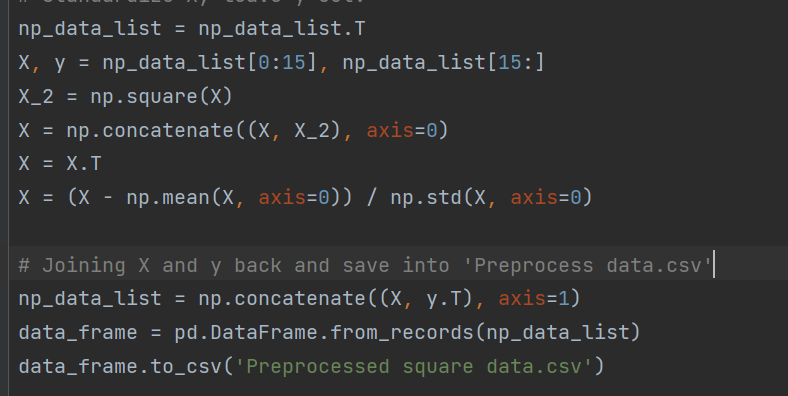 np_data_list = np_data_list.T
X, y = np_data_list[0:15], np_data_list[15:]
X_2 = np.square(X)
X = np.concatenate((X, X_2), axis=0)
X = X.T
X = (X - np.mean(X, axis=0)) / np.std(X, axis=0)
# Joining X and y back and save into 'Preprocess data.csv'
np_data_list = np.concatenate((X, y.T), axis=1)
data_frame = pd.DataFrame.from_records(np_data_list)
data_frame.to_csv('Preprocessed square data.csv')